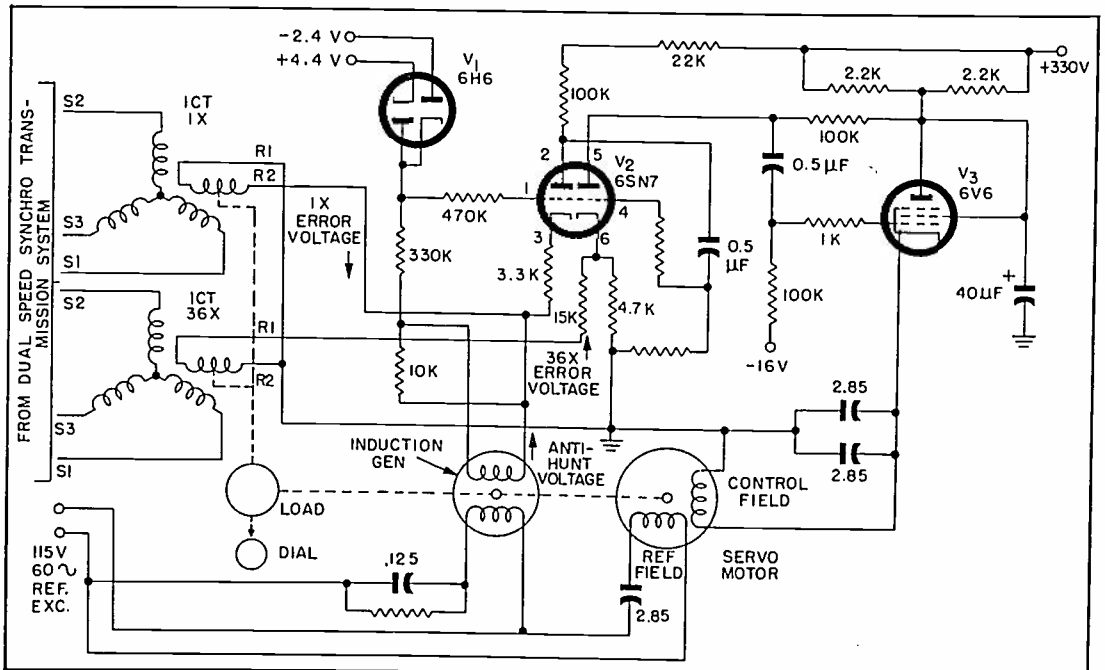 FROM DUAL SPEED SYNCHRO TRANS-
MISSION SYSTEM
S2
S3
S1
S2
S3
S1
1CT
1X
R1
R2
1X
ERROR
VOLTAGE
1CT
36X
R1
R2
-2.4 V
+4.4 V
V1
6H6
470K
330K
10K
1
2
3
4
5
6
V2
6SN7
100K
22K
2.2K
2.2K
+330V
100K
0.5 µF
1K
100K
-16V
V3
6V6
40µF
+
0.5
µF
3.3K
15K
4.7K
36X
ERROR
VOLTAGE
2.85
2.85
INDUCTION
GEN
ANTI-
HUNT
VOLTAGE
CONTROL
FIELD
REF
FIELD
SERVO
MOTOR
LOAD
DIAL
.125
2.85
115V
60~
REF.
EXC.